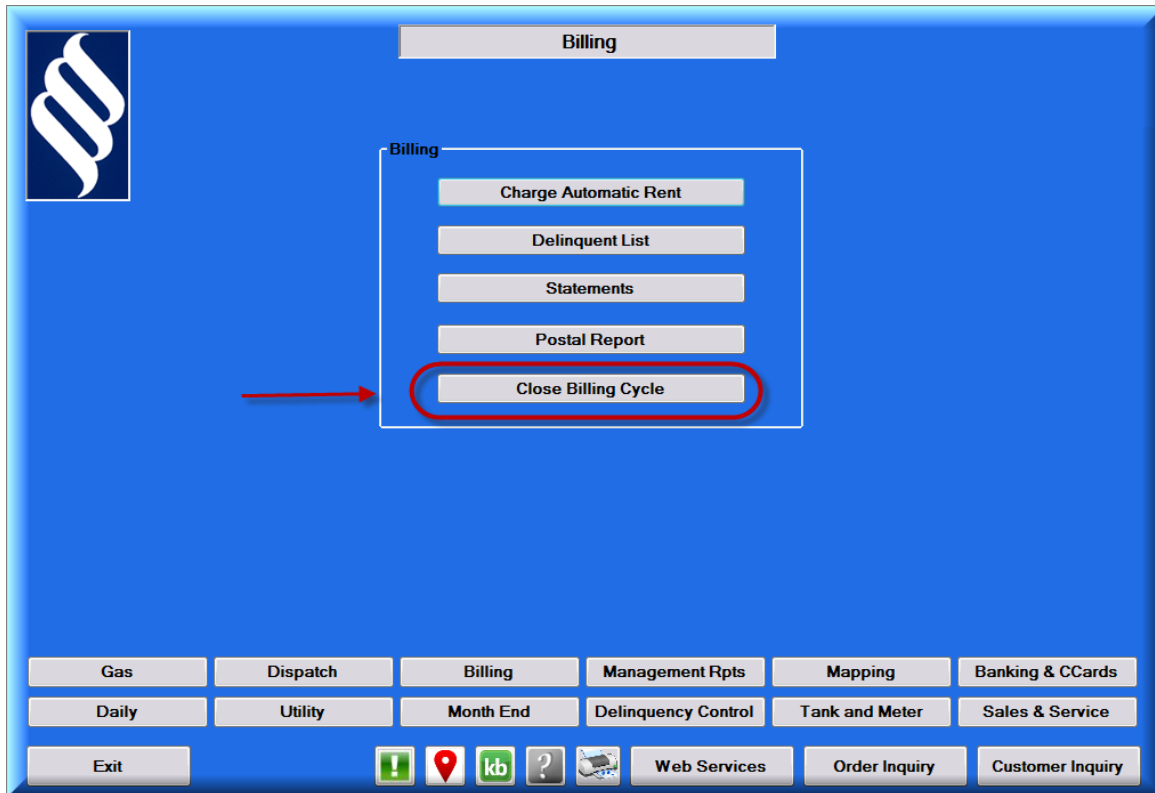 Billing
Billing
Charge Automatic Rent
Delinquent List
Statements
Postal Report
Close Billing Cycle
Gas Dispatch Billing Management Rpts Mapping Banking & CCards
Daily Utility Month End Delinquency Control Tank and Meter Sales & Service
Exit ! kb ? Web Services Order Inquiry Customer Inquiry